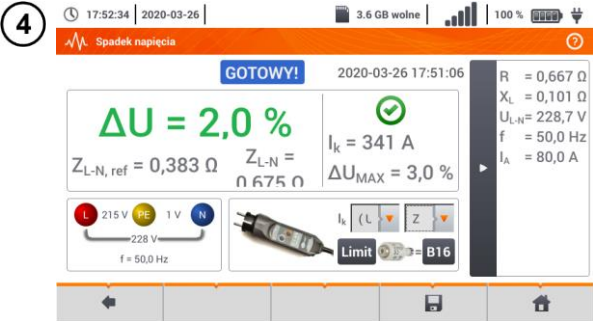 4
17:52:34 2020-03-26 3.6 GB wolne 100 %
Spadek napięcia ?
GOTOWY! 2020-03-26 17:51:06
ΔU = 2,0 %
Z_L-N, ref = 0,383 Ω
Z_L-N =
0,675 Ω
I_k = 341 A
ΔU_MAX = 3,0 %
R = 0,667 Ω
X_L = 0,101 Ω
U_L-N= 228,7 V
f = 50,0 Hz
I_A = 80,0 A
L 215 V PE 1 V N
228 V
f = 50,0 Hz
I_k (L Z
Limit = B16